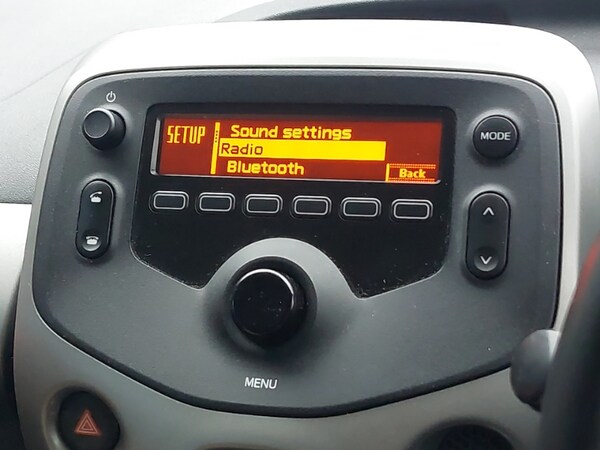 SETUP
Sound settings
Radio
Bluetooth
Back
MODE
MENU